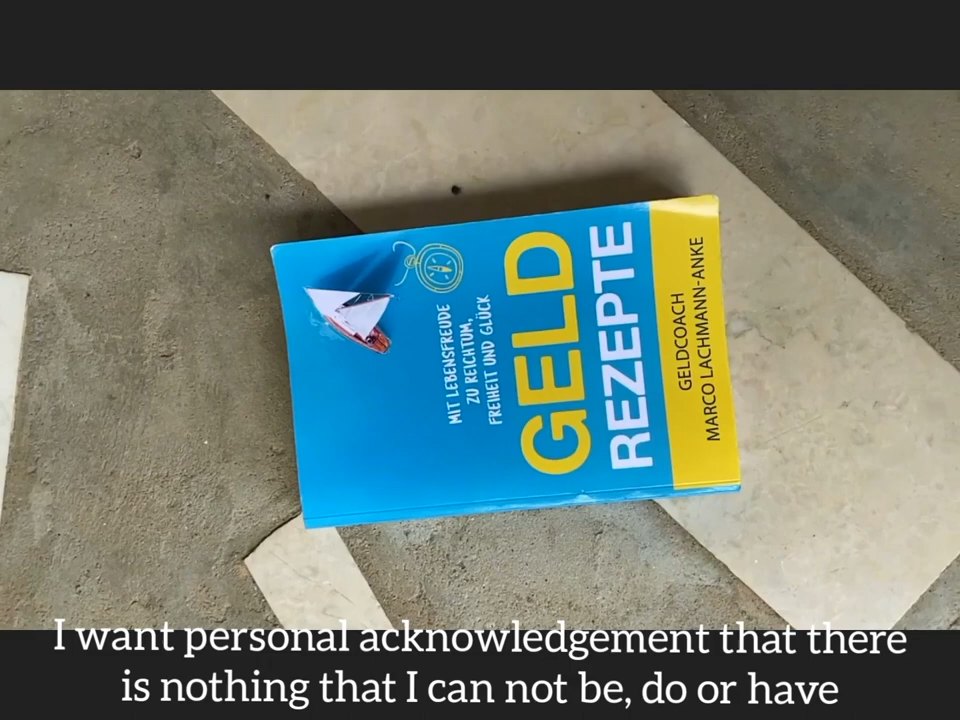 MIT LEBENSFREUDE
ZU REICHTUM,
FREIHEIT UND GLÜCK
GELD
REZEPTE
GELDCOACH
MARCO LACHMANN-ANKE
I want personal acknowledgement that there
is nothing that I can not be, do or have